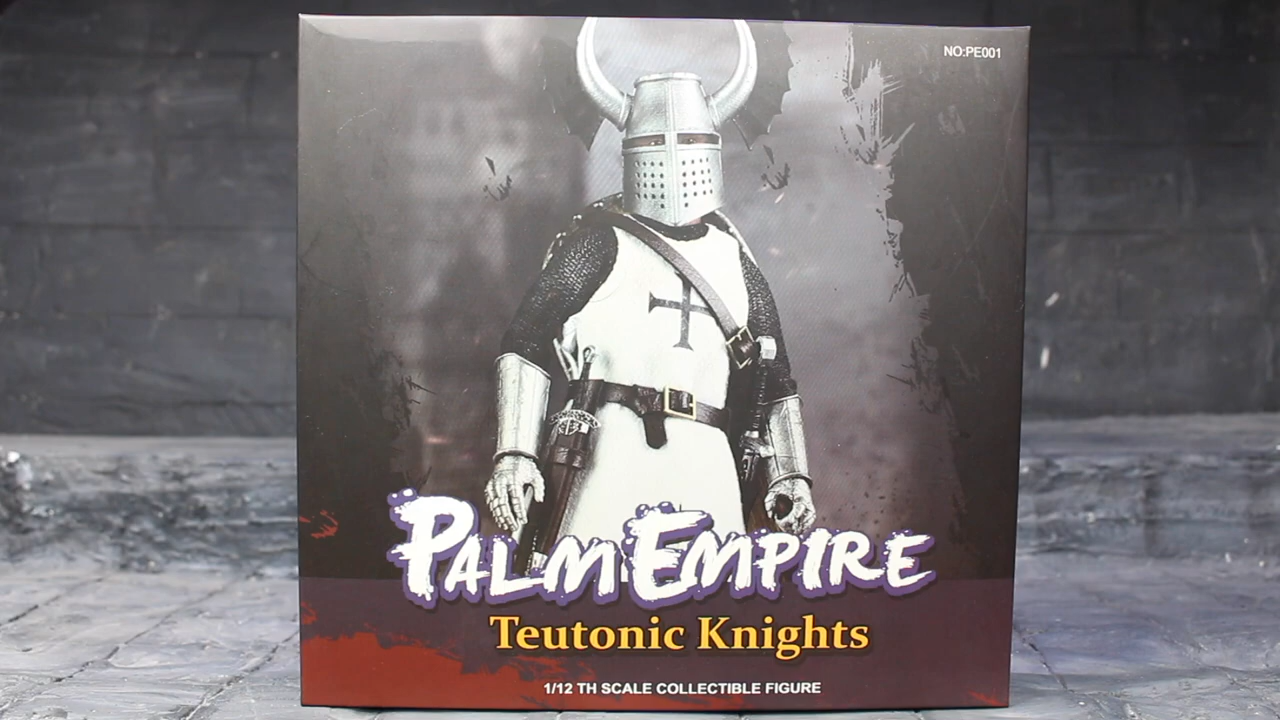 NO:PE001
PALM EMPIRE
Teutonic Knights
1/12 TH SCALE COLLECTIBLE FIGURE